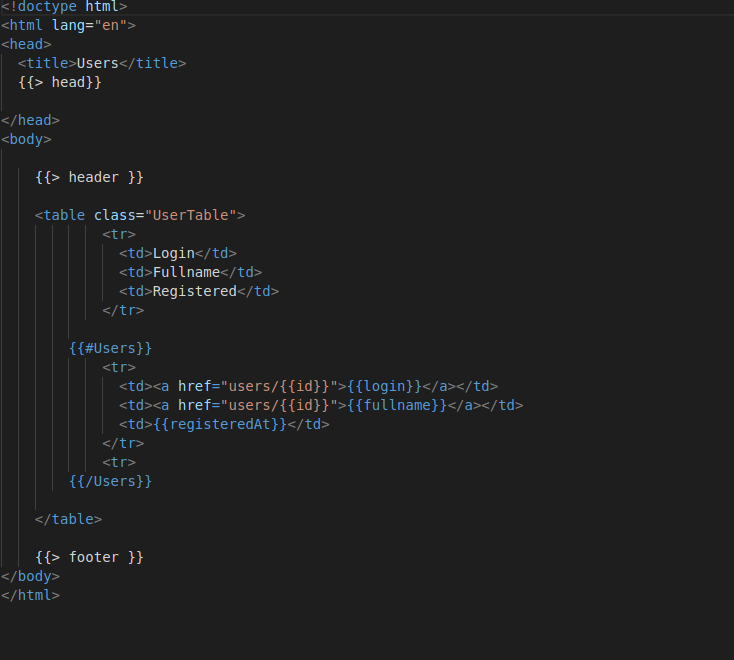 <!doctype html>
<html lang="en">
<head>
  <title>Users</title>
  {{> head}}

</head>
<body>

    {{> header }}

    <table class="UserTable">
            <tr>
              <td>Login</td>
              <td>Fullname</td>
              <td>Registered</td>
            </tr>

        {{#Users}}
            <tr>
              <td><a href="users/{{id}}">{{login}}</a></td>
              <td><a href="users/{{id}}">{{fullname}}</a></td>
              <td>{{registeredAt}}</td>
            </tr>
            <tr>
        {{/Users}}

    </table>

    {{> footer }}
</body>
</html>